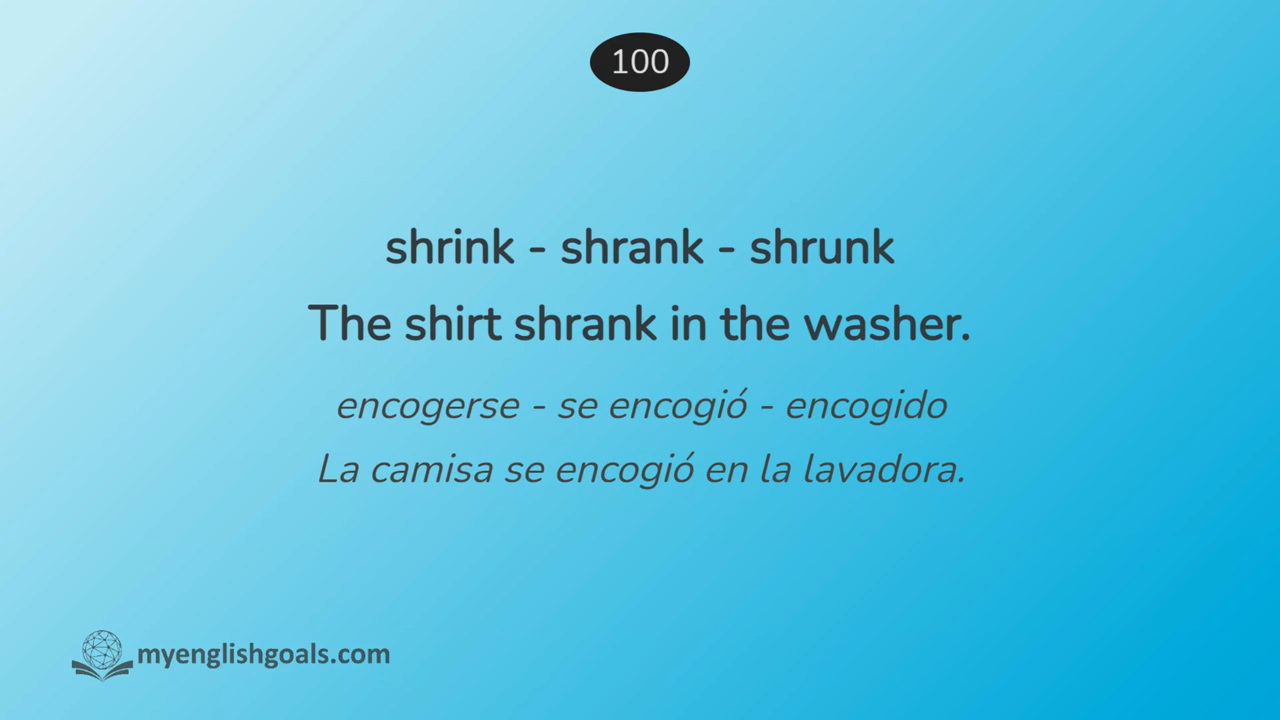 100
shrink - shrank - shrunk
The shirt shrank in the washer.
encogerse - se encogió - encogido
La camisa se encogió en la lavadora.
myenglishgoals.com